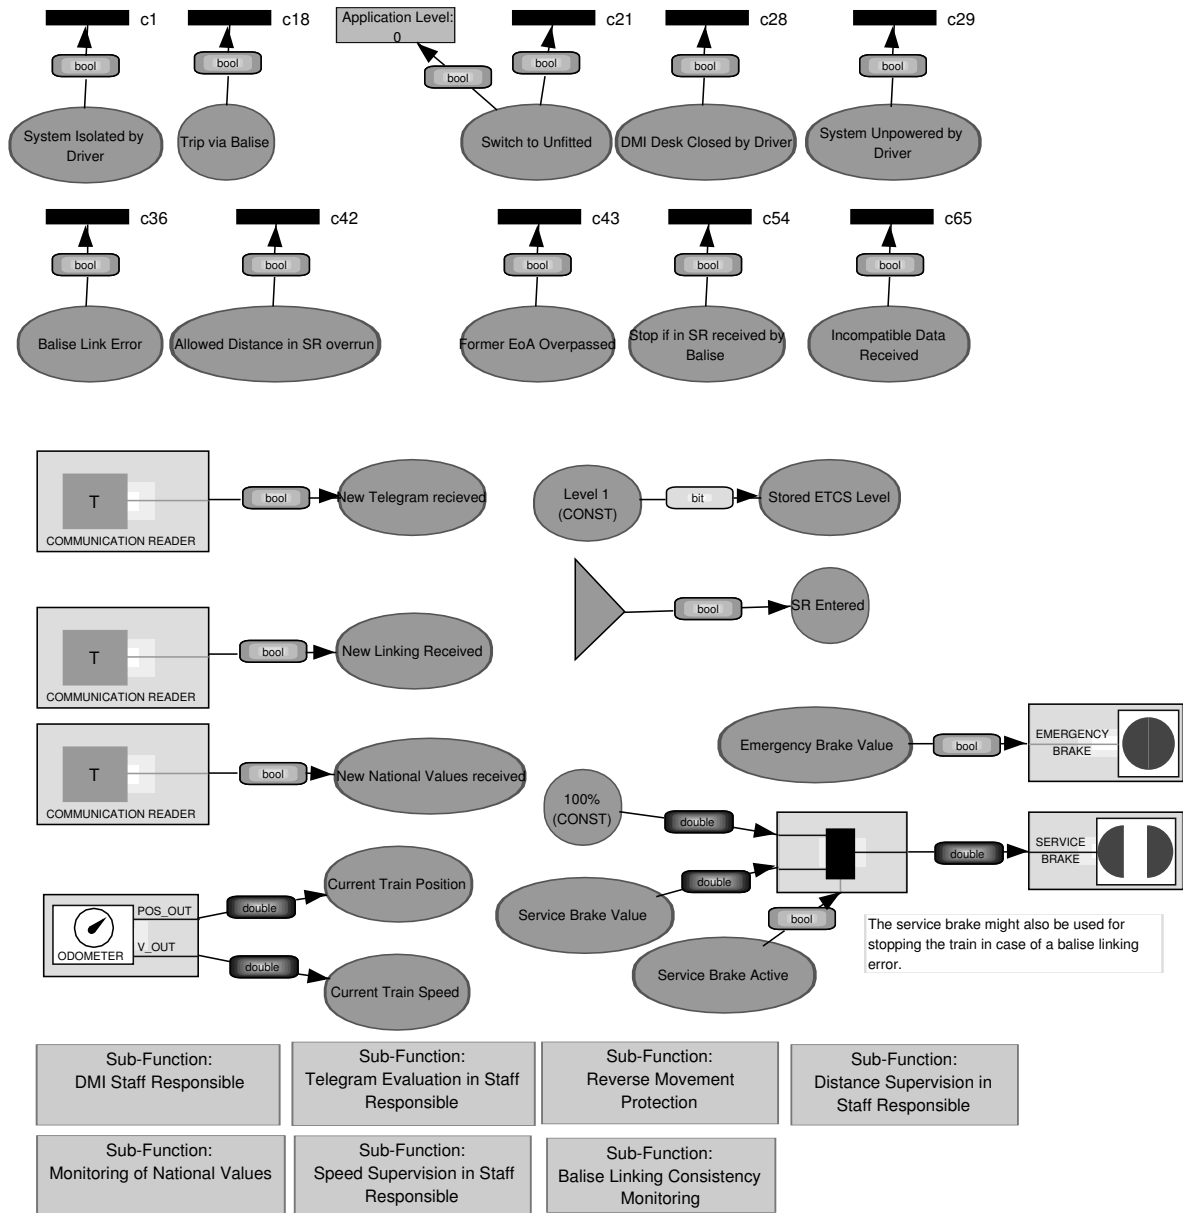 c1
c18
Application Level:
0
c21
c28
c29
bool
bool
bool
bool
bool
bool
System Isolated by
Driver
Trip via Balise
Switch to Unfitted
DMI Desk Closed by Driver
System Unpowered by
Driver
c36
c42
c43
c54
c65
bool
bool
bool
bool
bool
Balise Link Error
Allowed Distance in SR overrun
Former EoA Overpassed
Stop if in SR received by
Balise
Incompatible Data
Received
T
COMMUNICATION READER
bool
New Telegram recieved
Level 1
(CONST)
bit
Stored ETCS Level
bool
SR Entered
T
COMMUNICATION READER
bool
New Linking Received
T
COMMUNICATION READER
bool
New National Values received
Emergency Brake Value
bool
EMERGENCY
BRAKE
100%
(CONST)
double
double
Service Brake Value
bool
Service Brake Active
double
SERVICE
BRAKE
The service brake might also be used for
stopping the train in case of a balise linking
error.
POS_OUT
V_OUT
ODOMETER
double
Current Train Position
double
Current Train Speed
Sub-Function:
DMI Staff Responsible
Sub-Function:
Telegram Evaluation in Staff
Responsible
Sub-Function:
Reverse Movement
Protection
Sub-Function:
Distance Supervision in
Staff Responsible
Sub-Function:
Monitoring of National Values
Sub-Function:
Speed Supervision in Staff
Responsible
Sub-Function:
Balise Linking Consistency
Monitoring